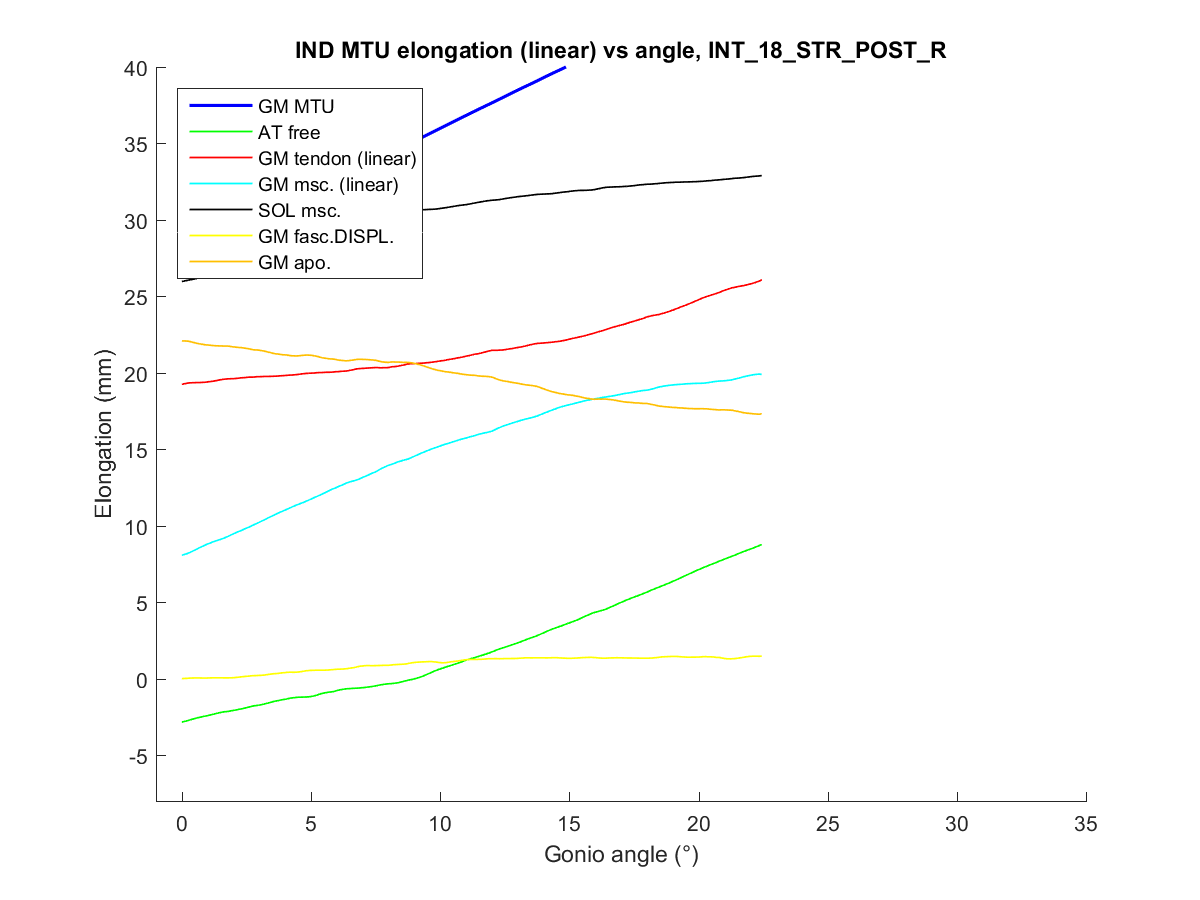 IND MTU elongation (linear) vs angle, INT_18_STR_POST_R
40
35
30
25
20
15
10
5
0
-5
Elongation (mm)
GM MTU
AT free
GM tendon (linear)
GM msc. (linear)
SOL msc.
GM fasc.DISPL.
GM apo.
0 5 10 15 20 25 30 35
Gonio angle (°)